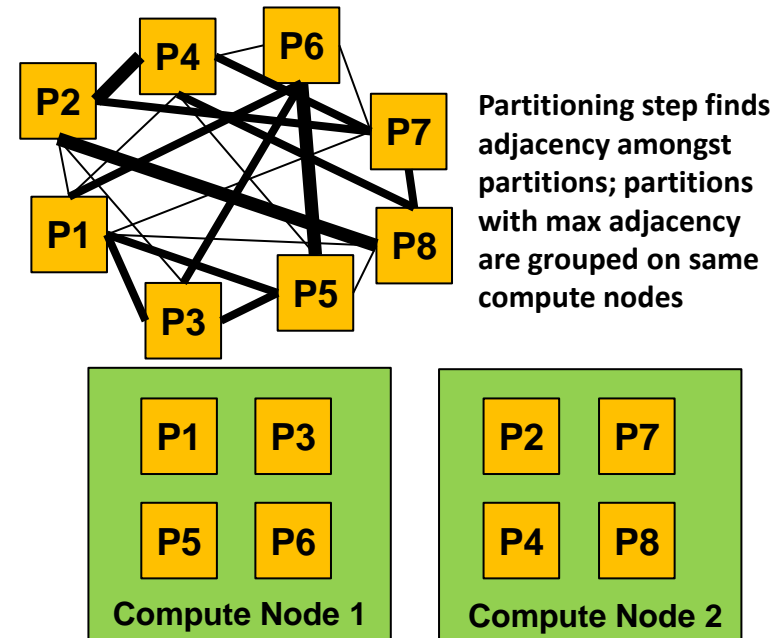 P6
P4
P2
P7
P1
P8
P5
P3
Partitioning step finds
adjacency amongst
partitions; partitions
with max adjacency
are grouped on same
compute nodes
P1 P3
P5 P6
Compute Node 1
P2 P7
P4 P8
Compute Node 2